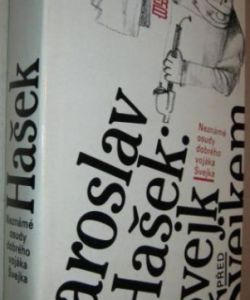 Hašek
Neznámé
osudy
dobrého
vojáka
Švejka
aroslav
Hašek:
vejk
PŘED
vejkem
Neznámé osudy
dobrého vojáka
Švejka